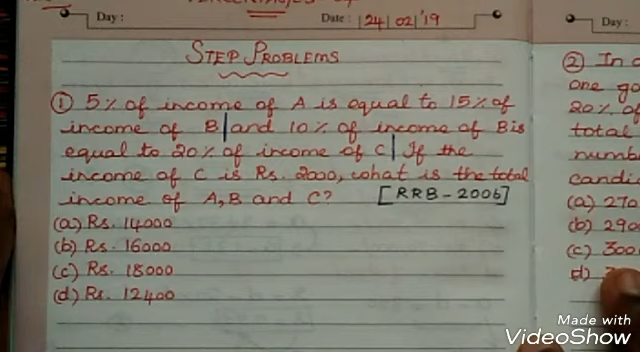 Day :
Date : 24 02 '19
Day :
STEP PROBLEMS
① 5% of income of A is equal to 15% of
income of B and 10% of income of B is
equal to 20% of income of C. If the
income of C is Rs. 2000, what is the total
income of A, B and C? [RRB - 2006]
(a) Rs. 14000
(b) Rs. 16000
(c) Rs. 18000
(d) Rs. 12400
② In a
one go
20% of
total
numb
candi
(a) 270
(b) 290
(c) 300
(d)
Made with
VideoShow